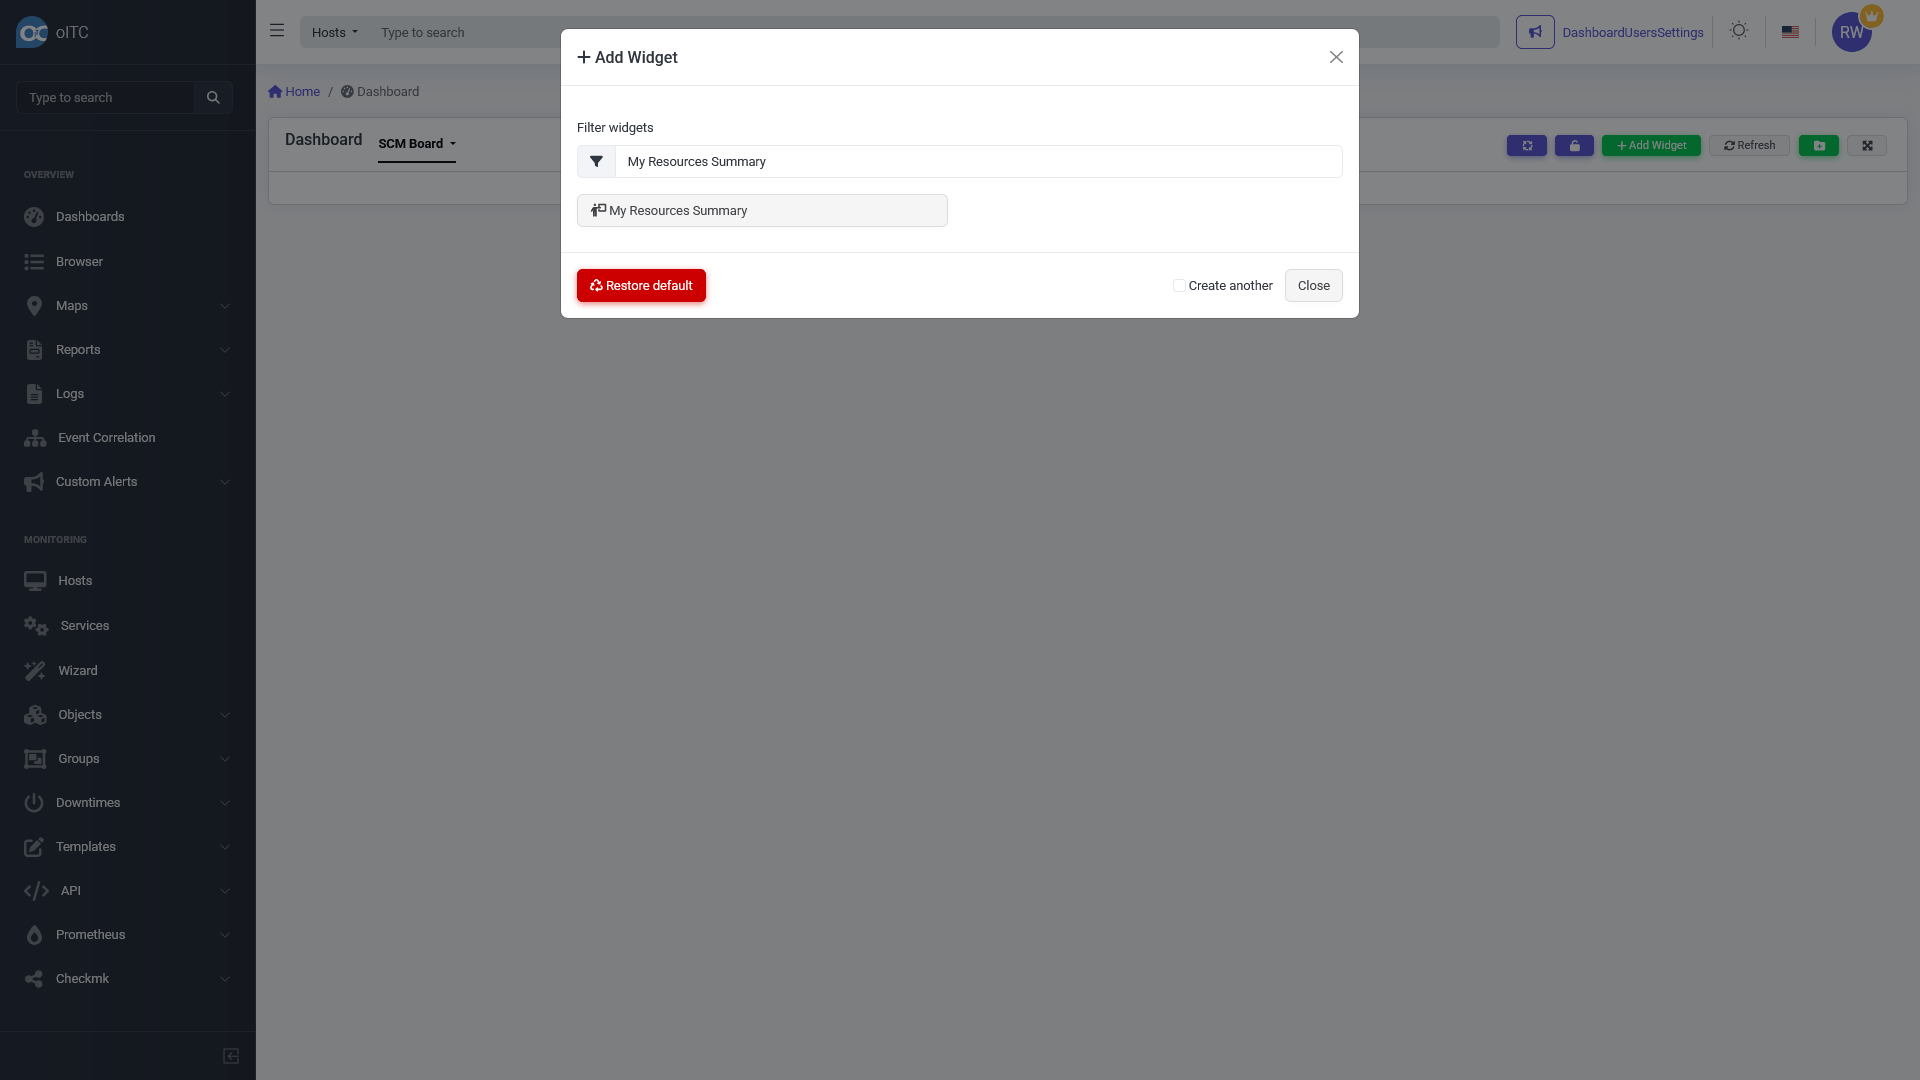 oITC
Hosts
Type to search
DashboardUsersSettings
RW
Type to search
Home / Dashboard
Dashboard
SCM Board
Add Widget
Refresh
OVERVIEW
Dashboards
Browser
Maps
Reports
Logs
Event Correlation
Custom Alerts
MONITORING
Hosts
Services
Wizard
Objects
Groups
Downtimes
Templates
API
Prometheus
Checkmk
Add Widget
Filter widgets
My Resources Summary
My Resources Summary
Restore default
Create another
Close